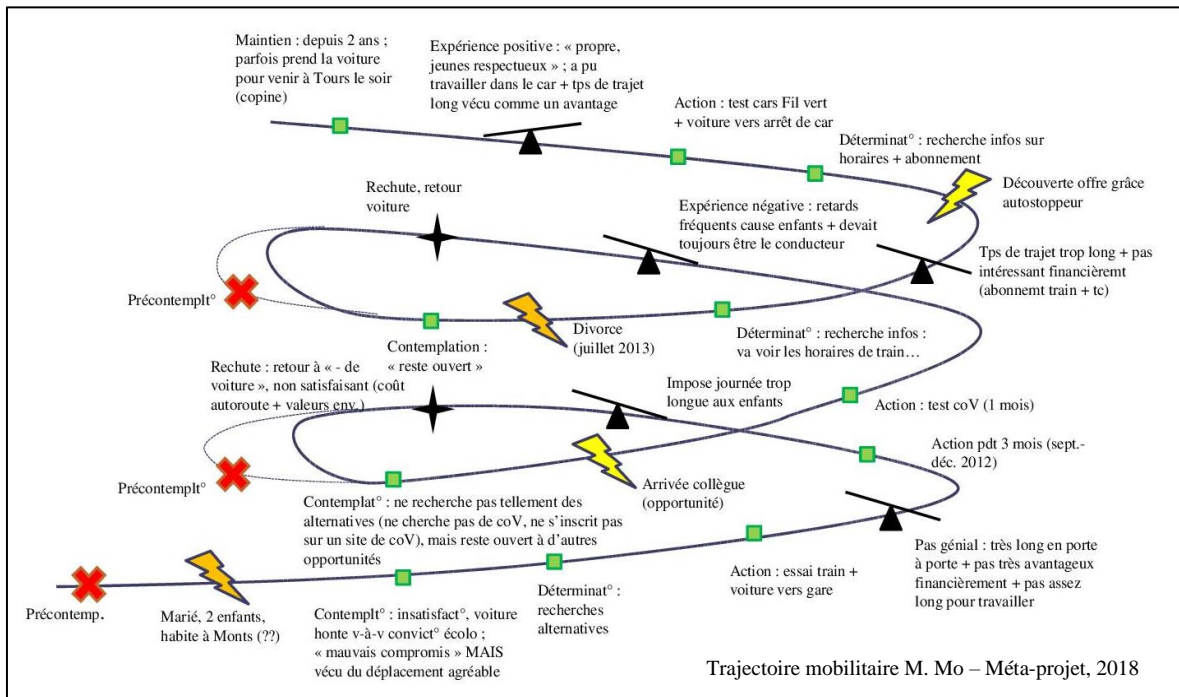 Maintien : depuis 2 ans ;
parfois prend la voiture
pour venir à Tours le soir
(copine)
Expérience positive : « propre,
jeunes respectueux » ; a pu
travailler dans le car + tps de trajet
long vécu comme un avantage
Action : test cars Fil vert
+ voiture vers arrêt de car
Déterminat° : recherche infos sur
horaires + abonnement
Découverte offre grâce
autostoppeur
Rechute, retour
voiture
Expérience négative : retards
fréquents cause enfants + devait
toujours être le conducteur
Tps de trajet trop long + pas
intéressant financièremt
(abonnemt train + tc)
Précontemplt°
Contemplation :
« reste ouvert »
Divorce
(juillet 2013)
Déterminat° : recherche infos :
va voir les horaires de train…
Rechute : retour à « - de
voiture », non satisfaisant (coût
autoroute + valeurs env.)
Impose journée trop
longue aux enfants
Action : test coV (1 mois)
Action pdt 3 mois (sept.-
déc. 2012)
Précontemplt°
Contemplat° : ne recherche pas tellement des
alternatives (ne cherche pas de coV, ne s’inscrit pas
sur un site de coV), mais reste ouvert à d’autres
opportunités
Arrivée collègue
(opportunité)
Pas génial : très long en porte
à porte + pas très avantageux
financièrement + pas assez
long pour travailler
Précontemp.
Marié, 2 enfants,
habite à Monts (??)
Contemplt° : insatisfact°, voiture
honte v-à-v convict° écolo ;
« mauvais compromis » MAIS
vécu du déplacement agréable
Déterminat° :
recherches
alternatives
Action : essai train +
voiture vers gare
Trajectoire mobilitaire M. Mo – Méta-projet, 2018